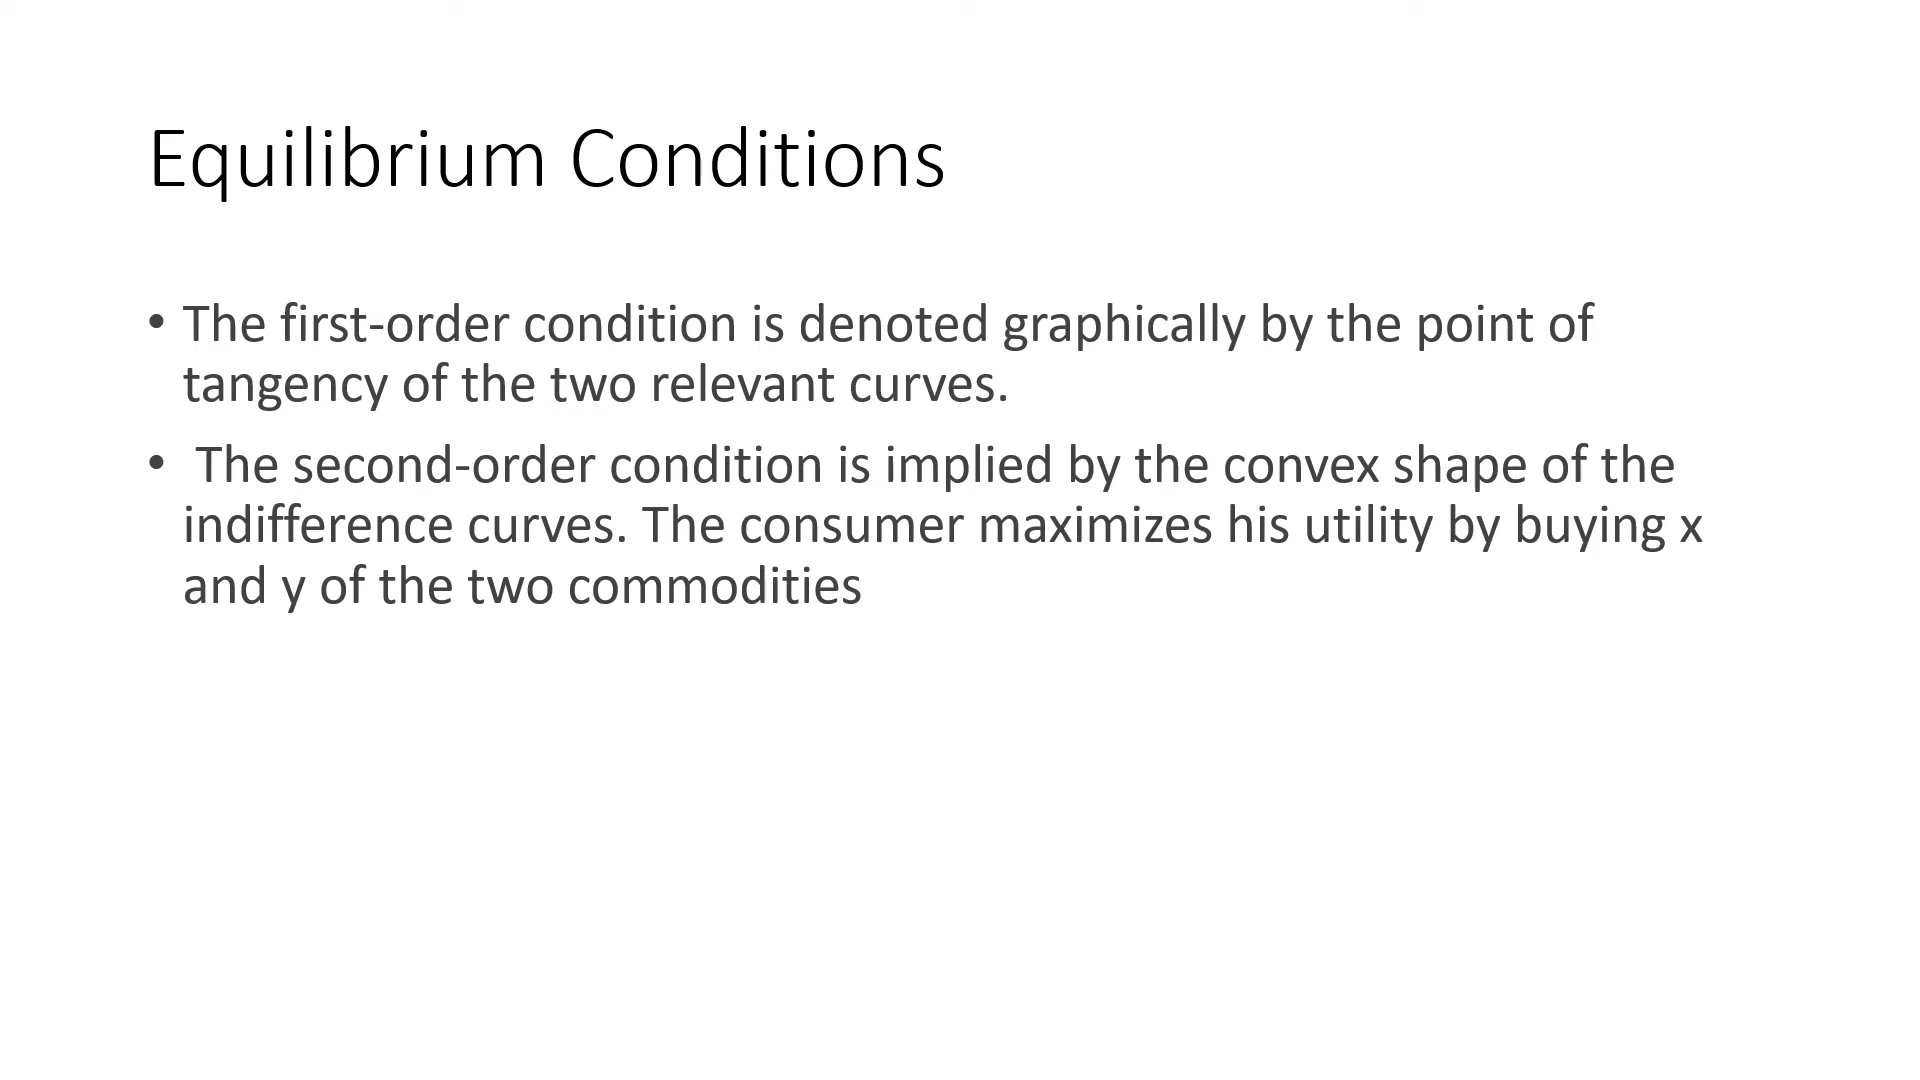 Equilibrium Conditions
• The first-order condition is denoted graphically by the point of
tangency of the two relevant curves.
• The second-order condition is implied by the convex shape of the
indifference curves. The consumer maximizes his utility by buying x
and y of the two commodities